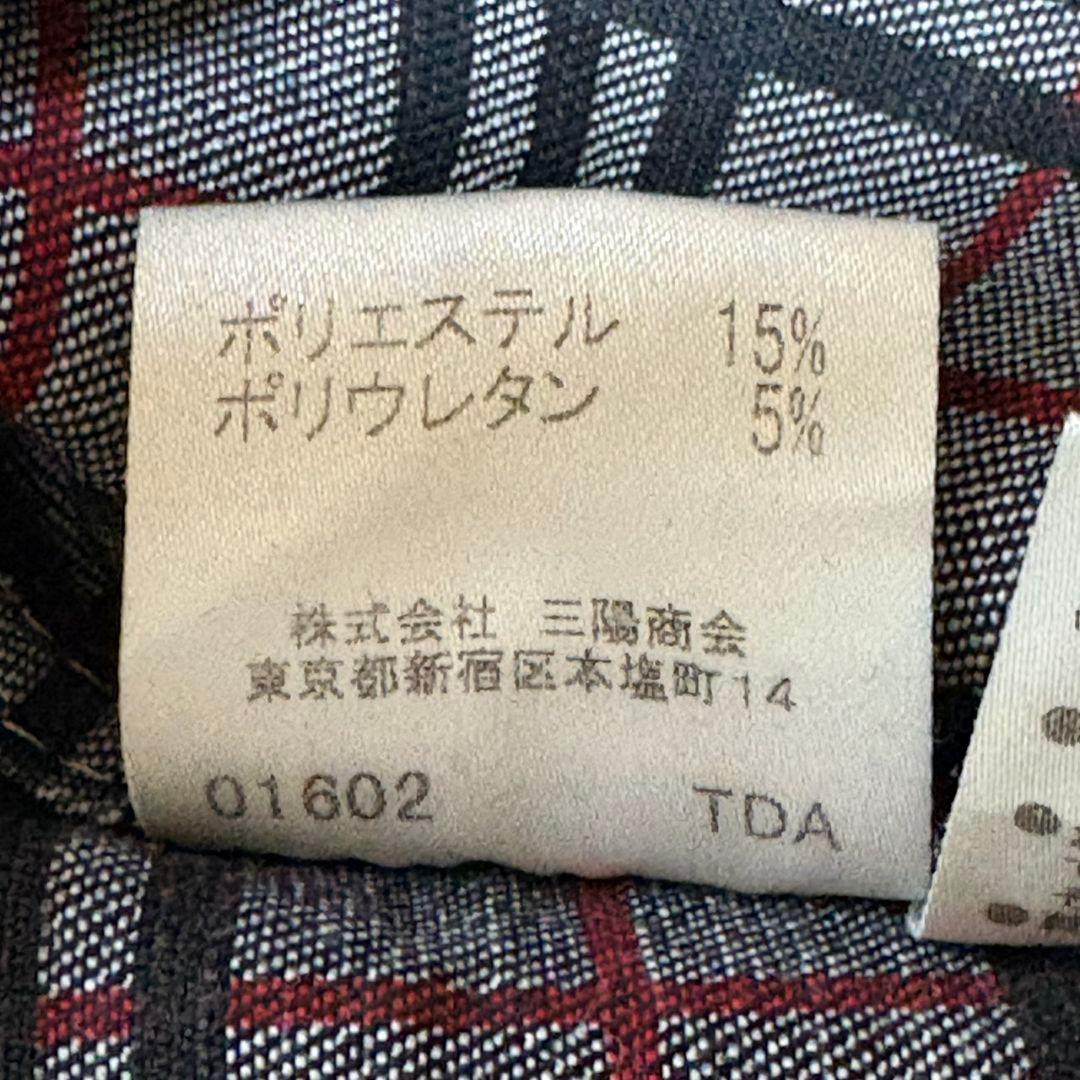 ポリエステル 15%
ポリウレタン 5%
株式会社 三陽商会
東京都新宿区本塩町14
01602 TDA